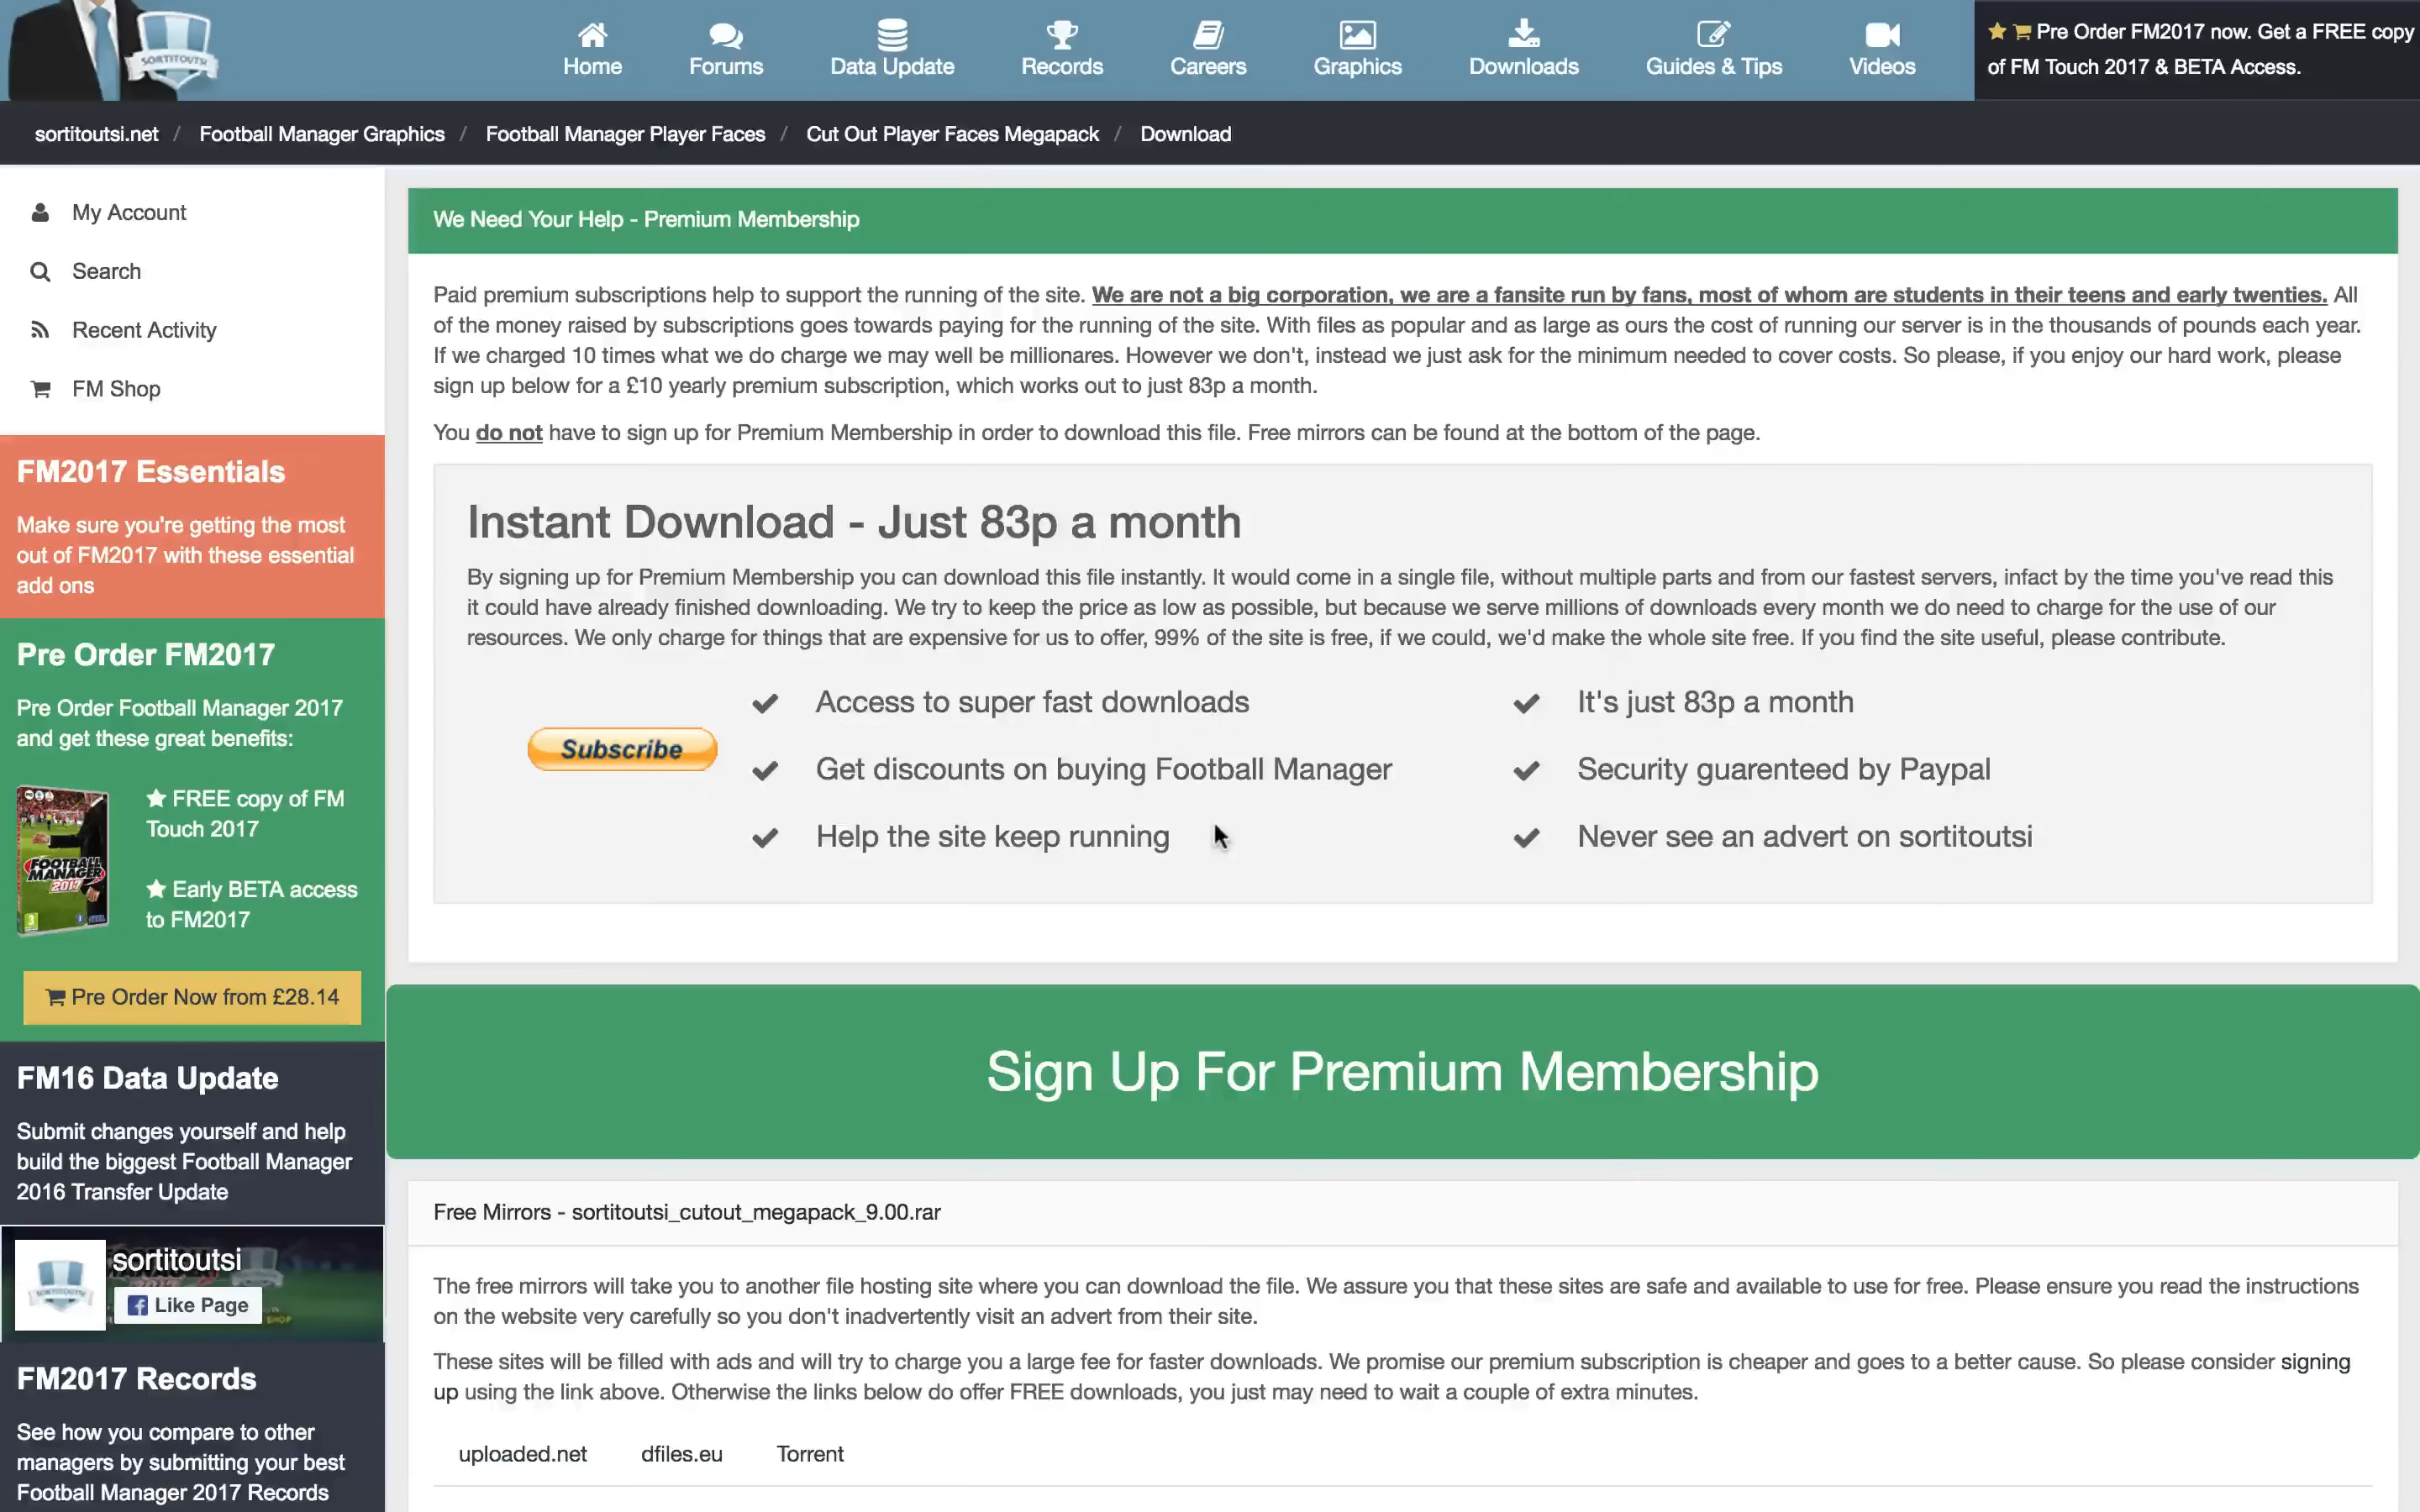 SORTITOUTSI
Home
Forums
Data Update
Records
Careers
Graphics
Downloads
Guides & Tips
Videos
Pre Order FM2017 now. Get a FREE copy
of FM Touch 2017 & BETA Access.
sortitoutsi.net / Football Manager Graphics / Football Manager Player Faces / Cut Out Player Faces Megapack / Download
My Account
Search
Recent Activity
FM Shop
FM2017 Essentials
Make sure you're getting the most
out of FM2017 with these essential
add ons
Pre Order FM2017
Pre Order Football Manager 2017
and get these great benefits:
FOOTBALL
MANAGER
2017
FREE copy of FM
Touch 2017
Early BETA access
to FM2017
Pre Order Now from £28.14
FM16 Data Update
Submit changes yourself and help
build the biggest Football Manager
2016 Transfer Update
sortitoutsi
Like Page
FM2017 Records
See how you compare to other
managers by submitting your best
Football Manager 2017 Records
We Need Your Help - Premium Membership
Paid premium subscriptions help to support the running of the site. We are not a big corporation, we are a fansite run by fans, most of whom are students in their teens and early twenties. All
of the money raised by subscriptions goes towards paying for the running of the site. With files as popular and as large as ours the cost of running our server is in the thousands of pounds each year.
If we charged 10 times what we do charge we may well be millionares. However we don't, instead we just ask for the minimum needed to cover costs. So please, if you enjoy our hard work, please
sign up below for a £10 yearly premium subscription, which works out to just 83p a month.
You do not have to sign up for Premium Membership in order to download this file. Free mirrors can be found at the bottom of the page.
Instant Download - Just 83p a month
By signing up for Premium Membership you can download this file instantly. It would come in a single file, without multiple parts and from our fastest servers, infact by the time you've read this
it could have already finished downloading. We try to keep the price as low as possible, but because we serve millions of downloads every month we do need to charge for the use of our
resources. We only charge for things that are expensive for us to offer, 99% of the site is free, if we could, we'd make the whole site free. If you find the site useful, please contribute.
Subscribe
Access to super fast downloads
Get discounts on buying Football Manager
Help the site keep running
It's just 83p a month
Security guarenteed by Paypal
Never see an advert on sortitoutsi
Sign Up For Premium Membership
Free Mirrors - sortitoutsi_cutout_megapack_9.00.rar
The free mirrors will take you to another file hosting site where you can download the file. We assure you that these sites are safe and available to use for free. Please ensure you read the instructions
on the website very carefully so you don't inadvertently visit an advert from their site.
These sites will be filled with ads and will try to charge you a large fee for faster downloads. We promise our premium subscription is cheaper and goes to a better cause. So please consider signing
up using the link above. Otherwise the links below do offer FREE downloads, you just may need to wait a couple of extra minutes.
uploaded.net
dfiles.eu
Torrent